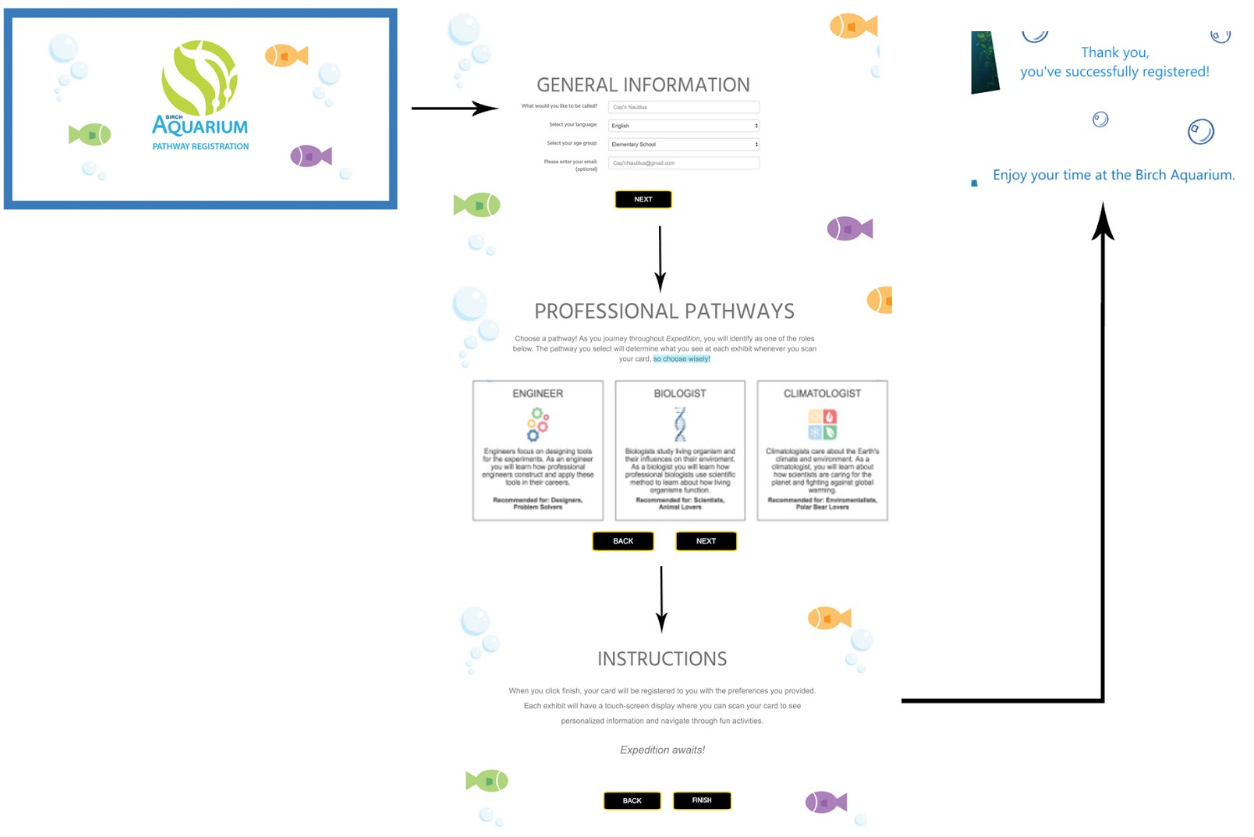 BIRCH
AQUARIUM
PATHWAY REGISTRATION
GENERAL INFORMATION
What would you like to be called?
Cap'n Nautilus
Select your language:
English
Select your age group:
Elementary School
Please enter your email:
(optional)
Cap'nNautilus@gmail.com
NEXT
PROFESSIONAL PATHWAYS
Choose a pathway! As you journey throughout Expedition, you will identify as one of the roles
below. The pathway you select will determine what you see at each exhibit whenever you scan
your card, so choose wisely!
ENGINEER
Engineers focus on designing tools
for the experiments. As an engineer
you will learn how professional
engineers construct and apply these
tools in their careers.
Recommended for: Designers,
Problem Solvers
BIOLOGIST
Biologists study living organism and
their influences on their enviroment.
As a biologist you will learn how
professional biologists use scientific
method to learn about how living
organisms function.
Recommended for: Scientists,
Animal Lovers
CLIMATOLOGIST
Climatologists care about the Earth's
climate and environment. As a
climatologist, you will learn about
how scientists are caring for the
planet and fighting against global
warming.
Recommended for: Enviromentalists,
Polar Bear Lovers
BACK
NEXT
INSTRUCTIONS
When you click finish, your card will be registered to you with the preferences you provided.
Each exhibit will have a touch-screen display where you can scan your card to see
personalized information and navigate through fun activities.
Expedition awaits!
BACK
FINISH
Thank you,
you've successfully registered!
Enjoy your time at the Birch Aquarium.